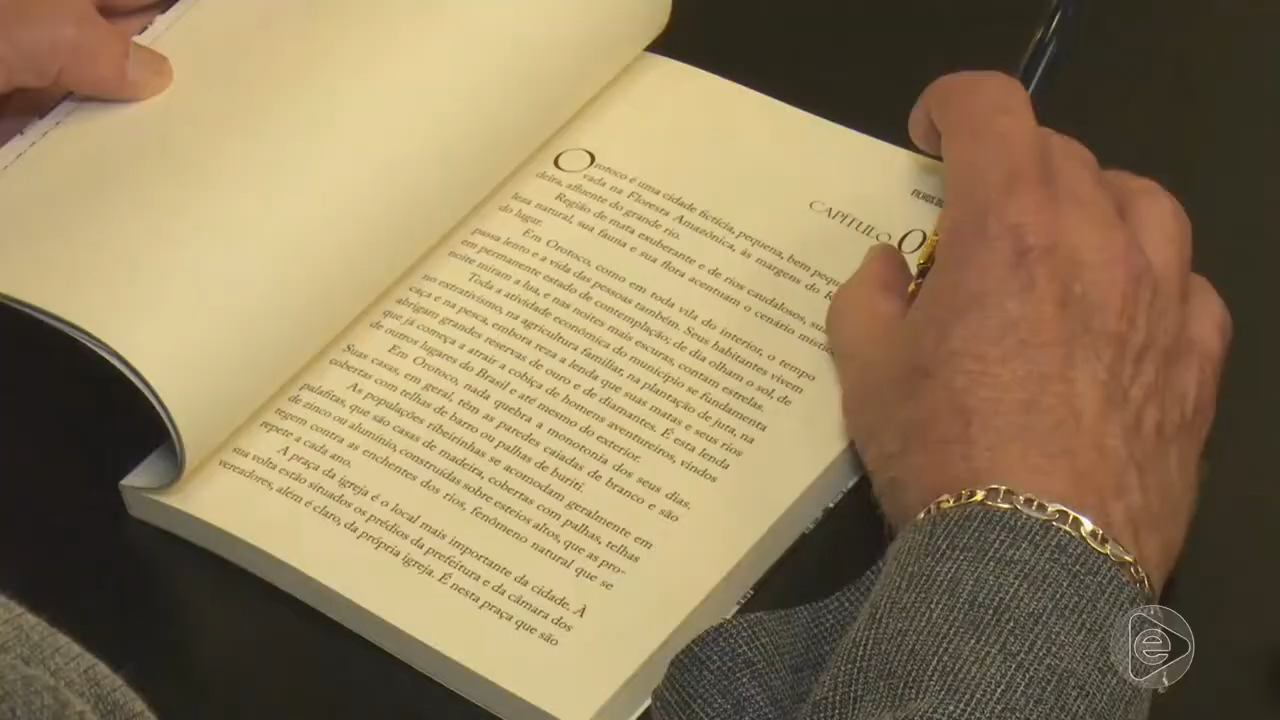 FILHOS DO
CAPÍTULO O
Orotoco é uma cidade fictícia, pequena, bem pequ
vada na Floresta Amazônica, às margens do R
deira, afluente do grande rio.
Região de mata exuberante e de rios caudalosos, sua
leza natural, sua fauna e sua flora acentuam o cenário místic
do lugar.
Em Orotoco, como em toda vila do interior, o tempo
passa lento e a vida das pessoas também. Seus habitantes vivem
em permanente estado de contemplação; de dia olham o sol, de
noite miram a lua, e nas noites mais escuras, contam estrelas.
Toda a atividade econômica do município se fundamenta
no extrativismo, na agricultura familiar, na plantação de juta, na
caça e na pesca, embora reza a lenda que suas matas e seus rios
abrigam grandes reservas de ouro e de diamantes. É esta lenda
que já começa a atrair a cobiça de homens aventureiros, vindos
de outros lugares do Brasil e até mesmo do exterior.
Em Orotoco, nada quebra a monotonia dos seus dias.
Suas casas, em geral, têm as paredes caiadas de branco e são
cobertas com telhas de barro ou palhas de buriti.
As populações ribeirinhas se acomodam geralmente em
palafitas, que são casas de madeira, cobertas com palhas, telhas
de zinco ou alumínio, construídas sobre esteios altos, que as pro-
tegem contra as enchentes dos rios, fenômeno natural que se
repete a cada ano.
A praça da igreja é o local mais importante da cidade. À
sua volta estão situados os prédios da prefeitura e da câmara dos
vereadores, além é claro, da própria igreja. É nesta praça que são
e